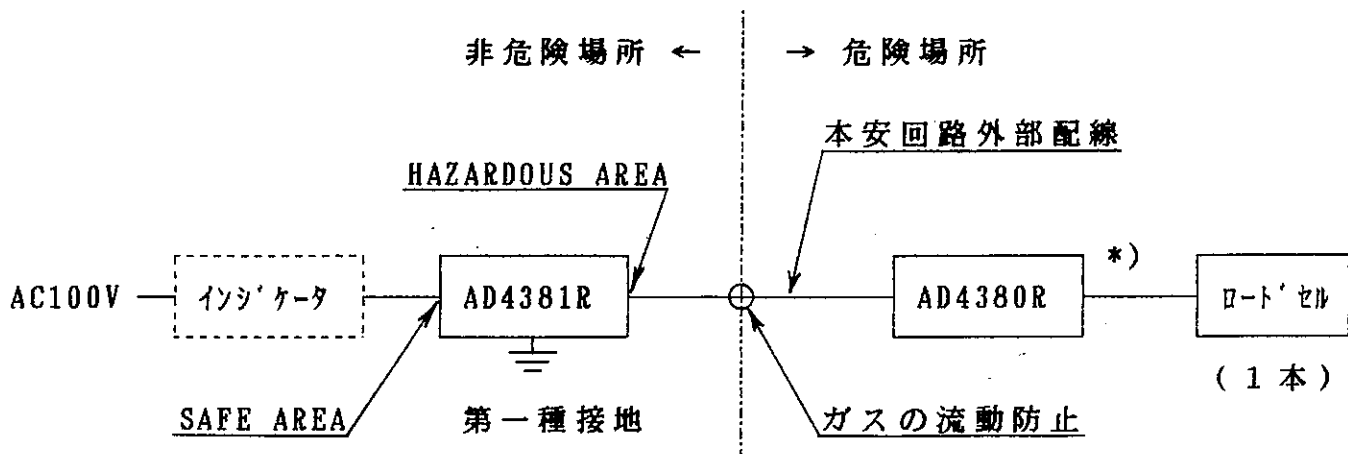 非危険場所 ← → 危険場所
本安回路外部配線
HAZARDOUS AREA
*)
AC100V インジケータ AD4381R AD4380R ロードセル
(1本)
SAFE AREA 第一種接地 ガスの流動防止